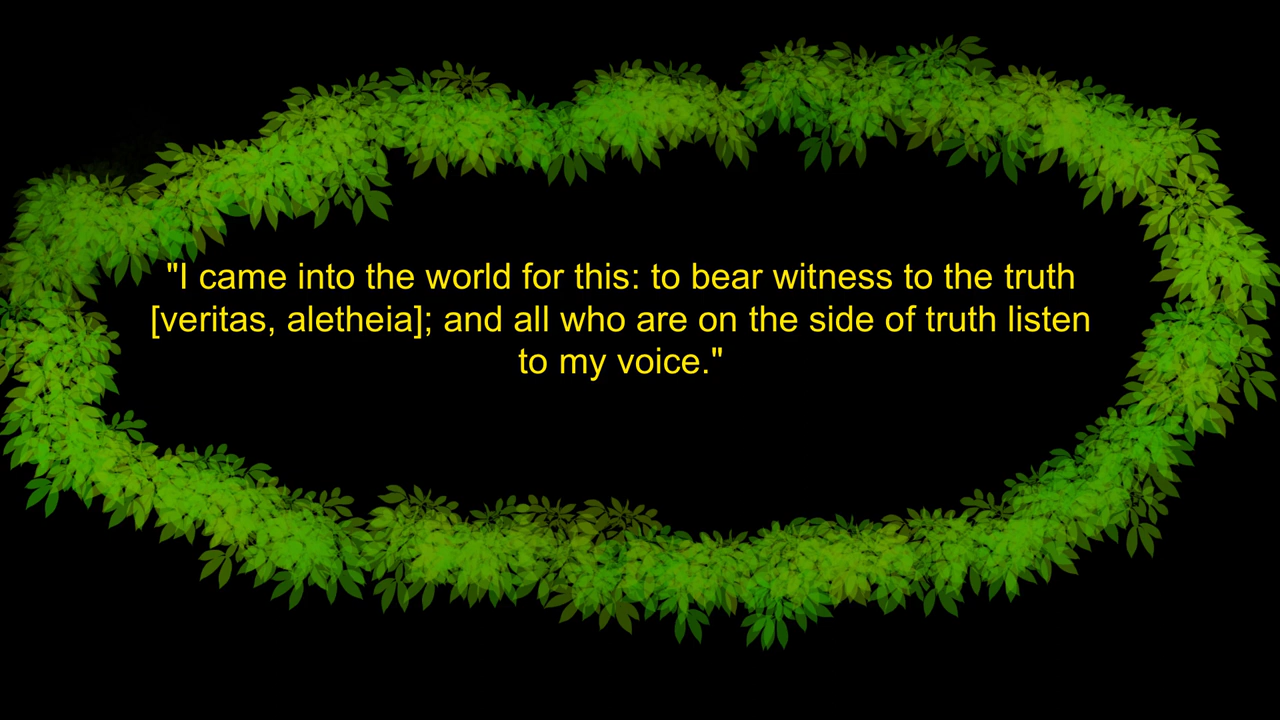 "I came into the world for this: to bear witness to the truth
[veritas, aletheia]; and all who are on the side of truth listen
to my voice."